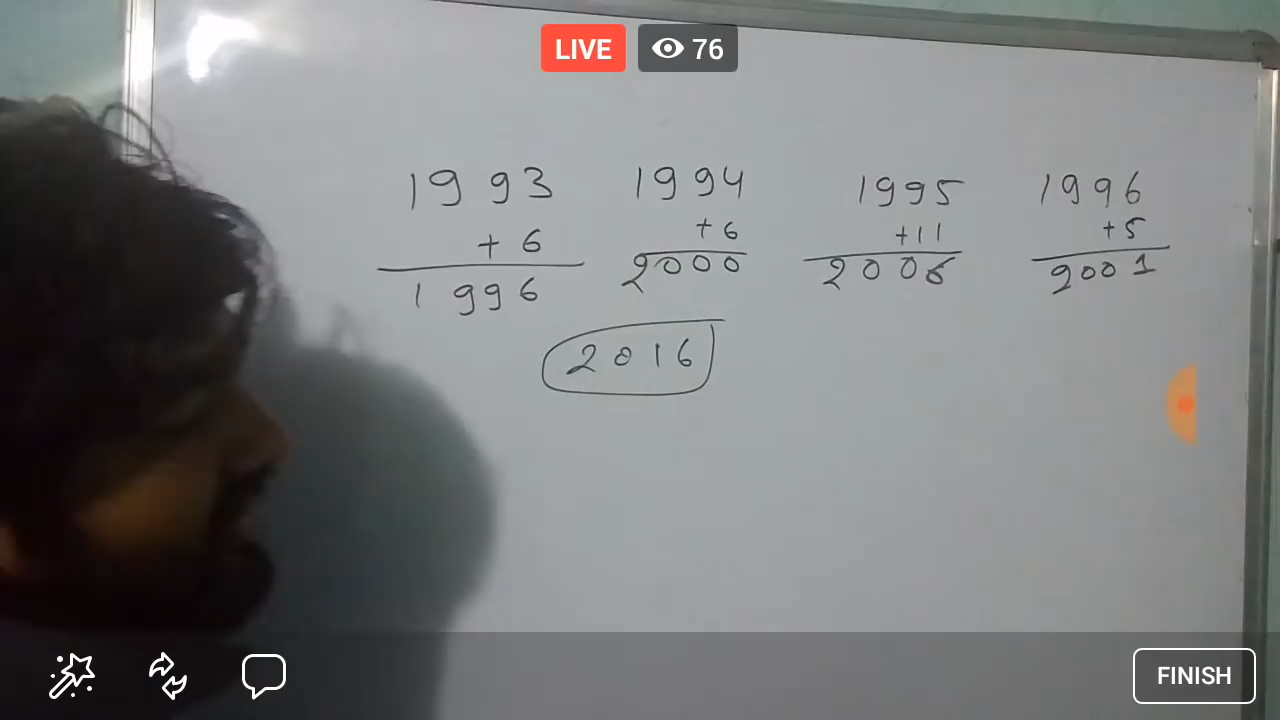 LIVE 76
1993 1994 1995 1996
+ 6 + 6 + 11 + 5
1996 2000 2006 2001
2016
FINISH